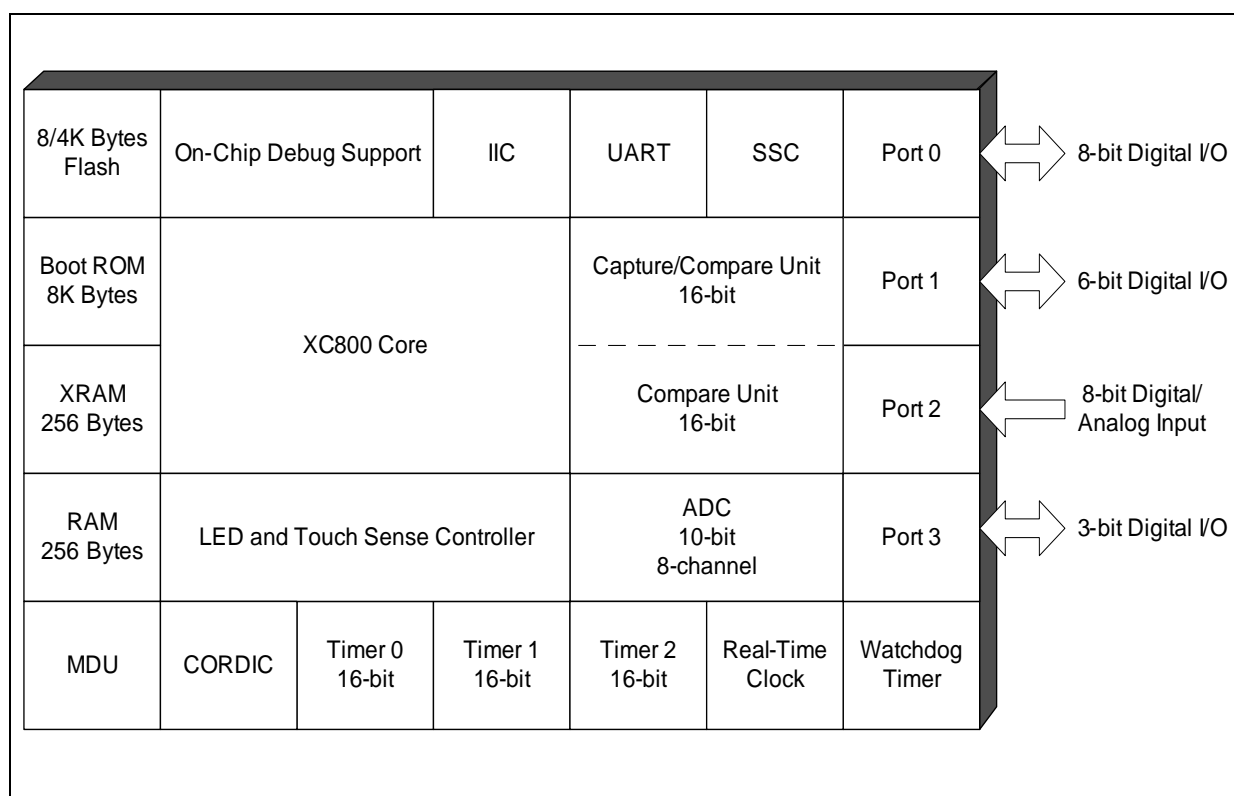 8/4K Bytes
Flash
On-Chip Debug Support
IIC
UART
SSC
Port 0
8-bit Digital I/O
Boot ROM
8K Bytes
XC800 Core
Capture/Compare Unit
16-bit
Port 1
6-bit Digital I/O
XRAM
256 Bytes
Compare Unit
16-bit
Port 2
8-bit Digital/
Analog Input
RAM
256 Bytes
LED and Touch Sense Controller
ADC
10-bit
8-channel
Port 3
3-bit Digital I/O
MDU
CORDIC
Timer 0
16-bit
Timer 1
16-bit
Timer 2
16-bit
Real-Time
Clock
Watchdog
Timer